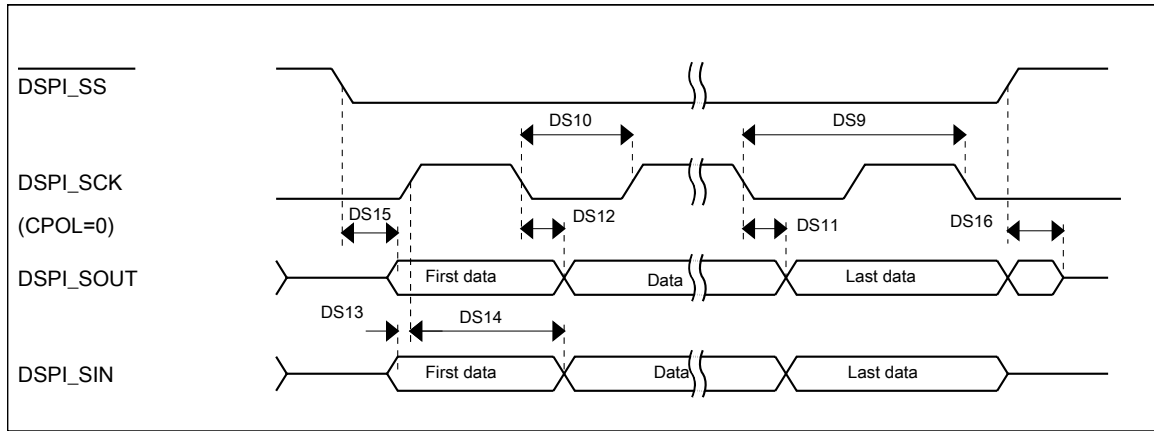 DSPI_SS
DS10
DS9
DSPI_SCK
DS15
DS12
DS11
DS16
(CPOL=0)
DSPI_SOUT
First data
Data
Last data
DS13
DS14
DSPI_SIN
First data
Data
Last data